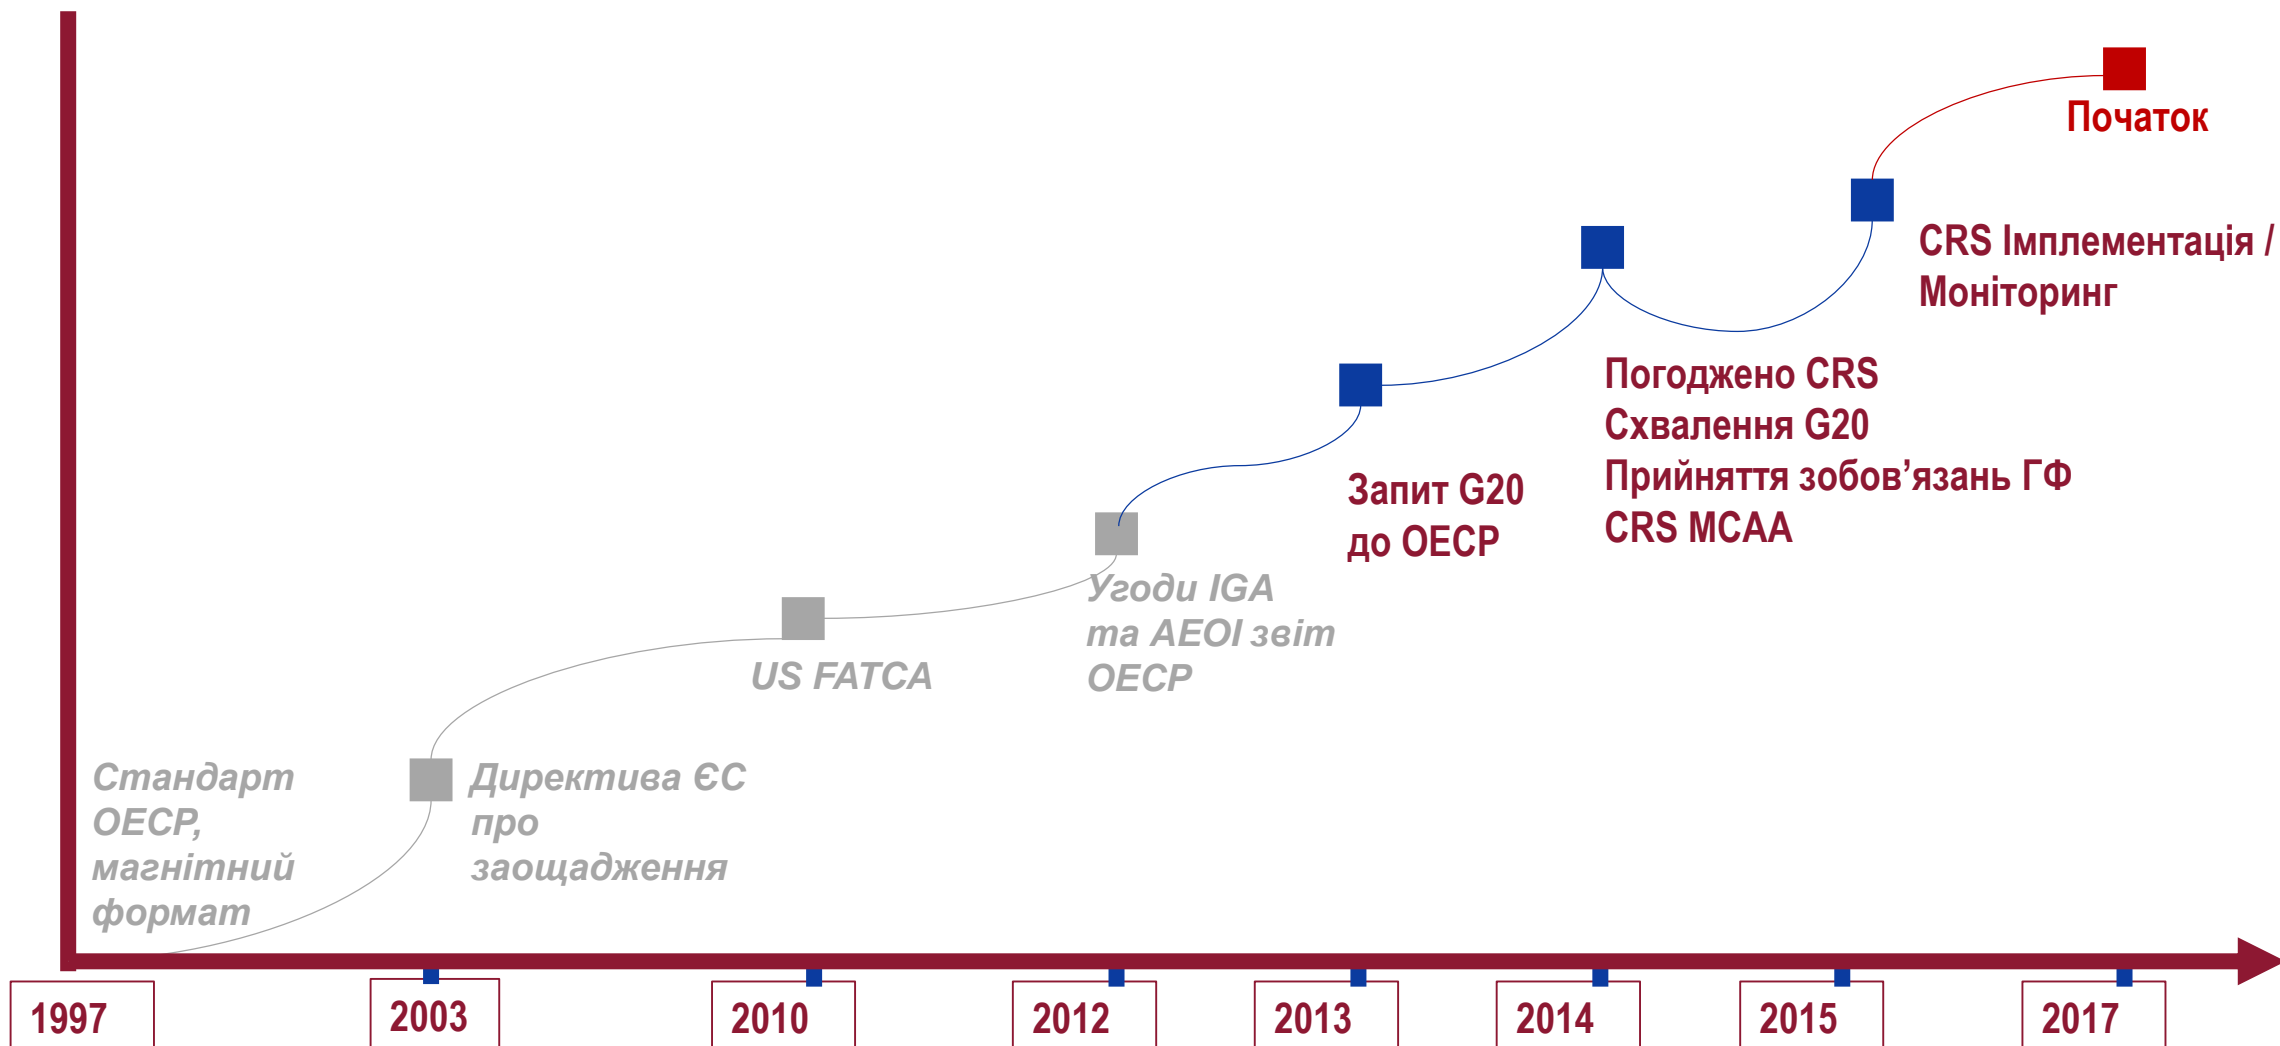 Початок
CRS Імплементація /
Моніторинг
Погоджено CRS
Схвалення G20
Прийняття зобов’язань ГФ
CRS MCAA
Запит G20
до ОЕСР
Угоди IGA
та AEOI звіт
ОЕСР
US FATCA
Директива ЄС
про
заощадження
Стандарт
ОЕСР,
магнітний
формат
1997
2003
2010
2012
2013
2014
2015
2017